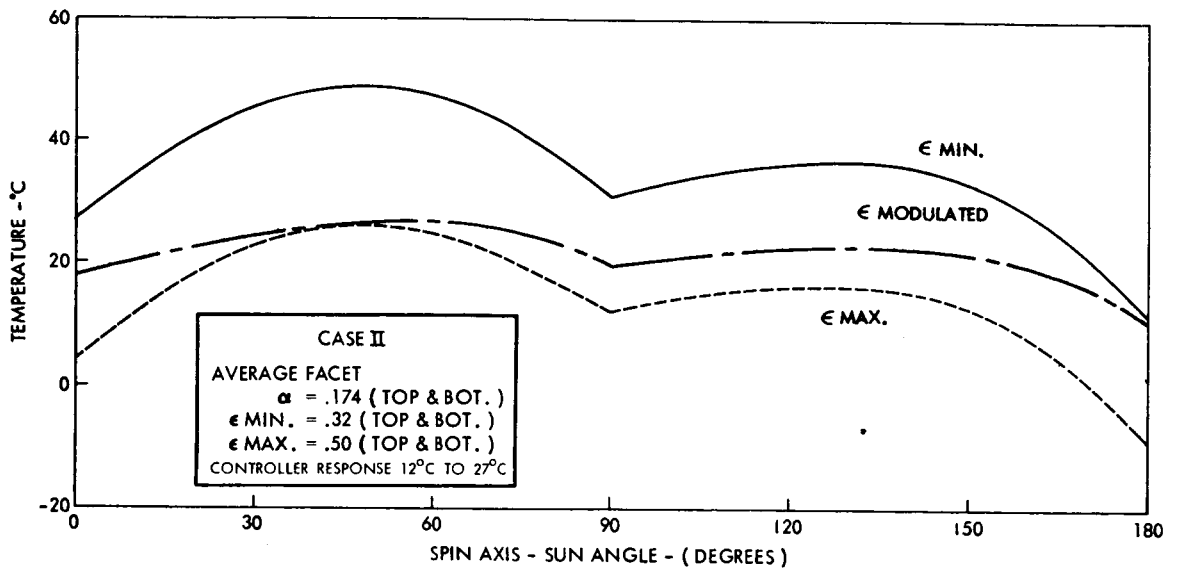 60
40
20
0
-20
TEMPERATURE - °C
ϵ MIN.
ϵ MODULATED
ϵ MAX.
CASE II
AVERAGE FACET
α = .174 ( TOP & BOT. )
ϵ MIN. = .32 ( TOP & BOT. )
ϵ MAX. = .50 ( TOP & BOT. )
CONTROLLER RESPONSE 12°C TO 27°C
0 30 60 90 120 150 180
SPIN AXIS - SUN ANGLE - ( DEGREES )